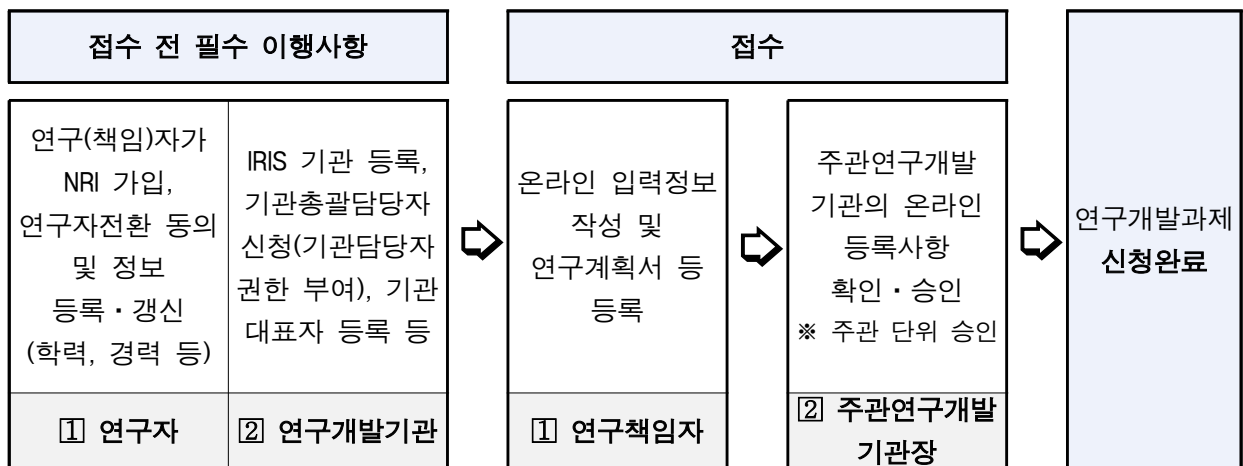 접수 전 필수 이행사항
연구(책임)자가
NRI 가입,
연구자전환 동의
및 정보
등록・갱신
(학력, 경력 등)
1 연구자
IRIS 기관 등록,
기관총괄담당자
신청(기관담당자
권한 부여), 기관
대표자 등록 등
2 연구개발기관
접수
온라인 입력정보
작성 및
연구계획서 등
등록
1 연구책임자
주관연구개발
기관의 온라인
등록사항
확인・승인
※ 주관 단위 승인
2 주관연구개발
기관장
연구개발과제
신청완료